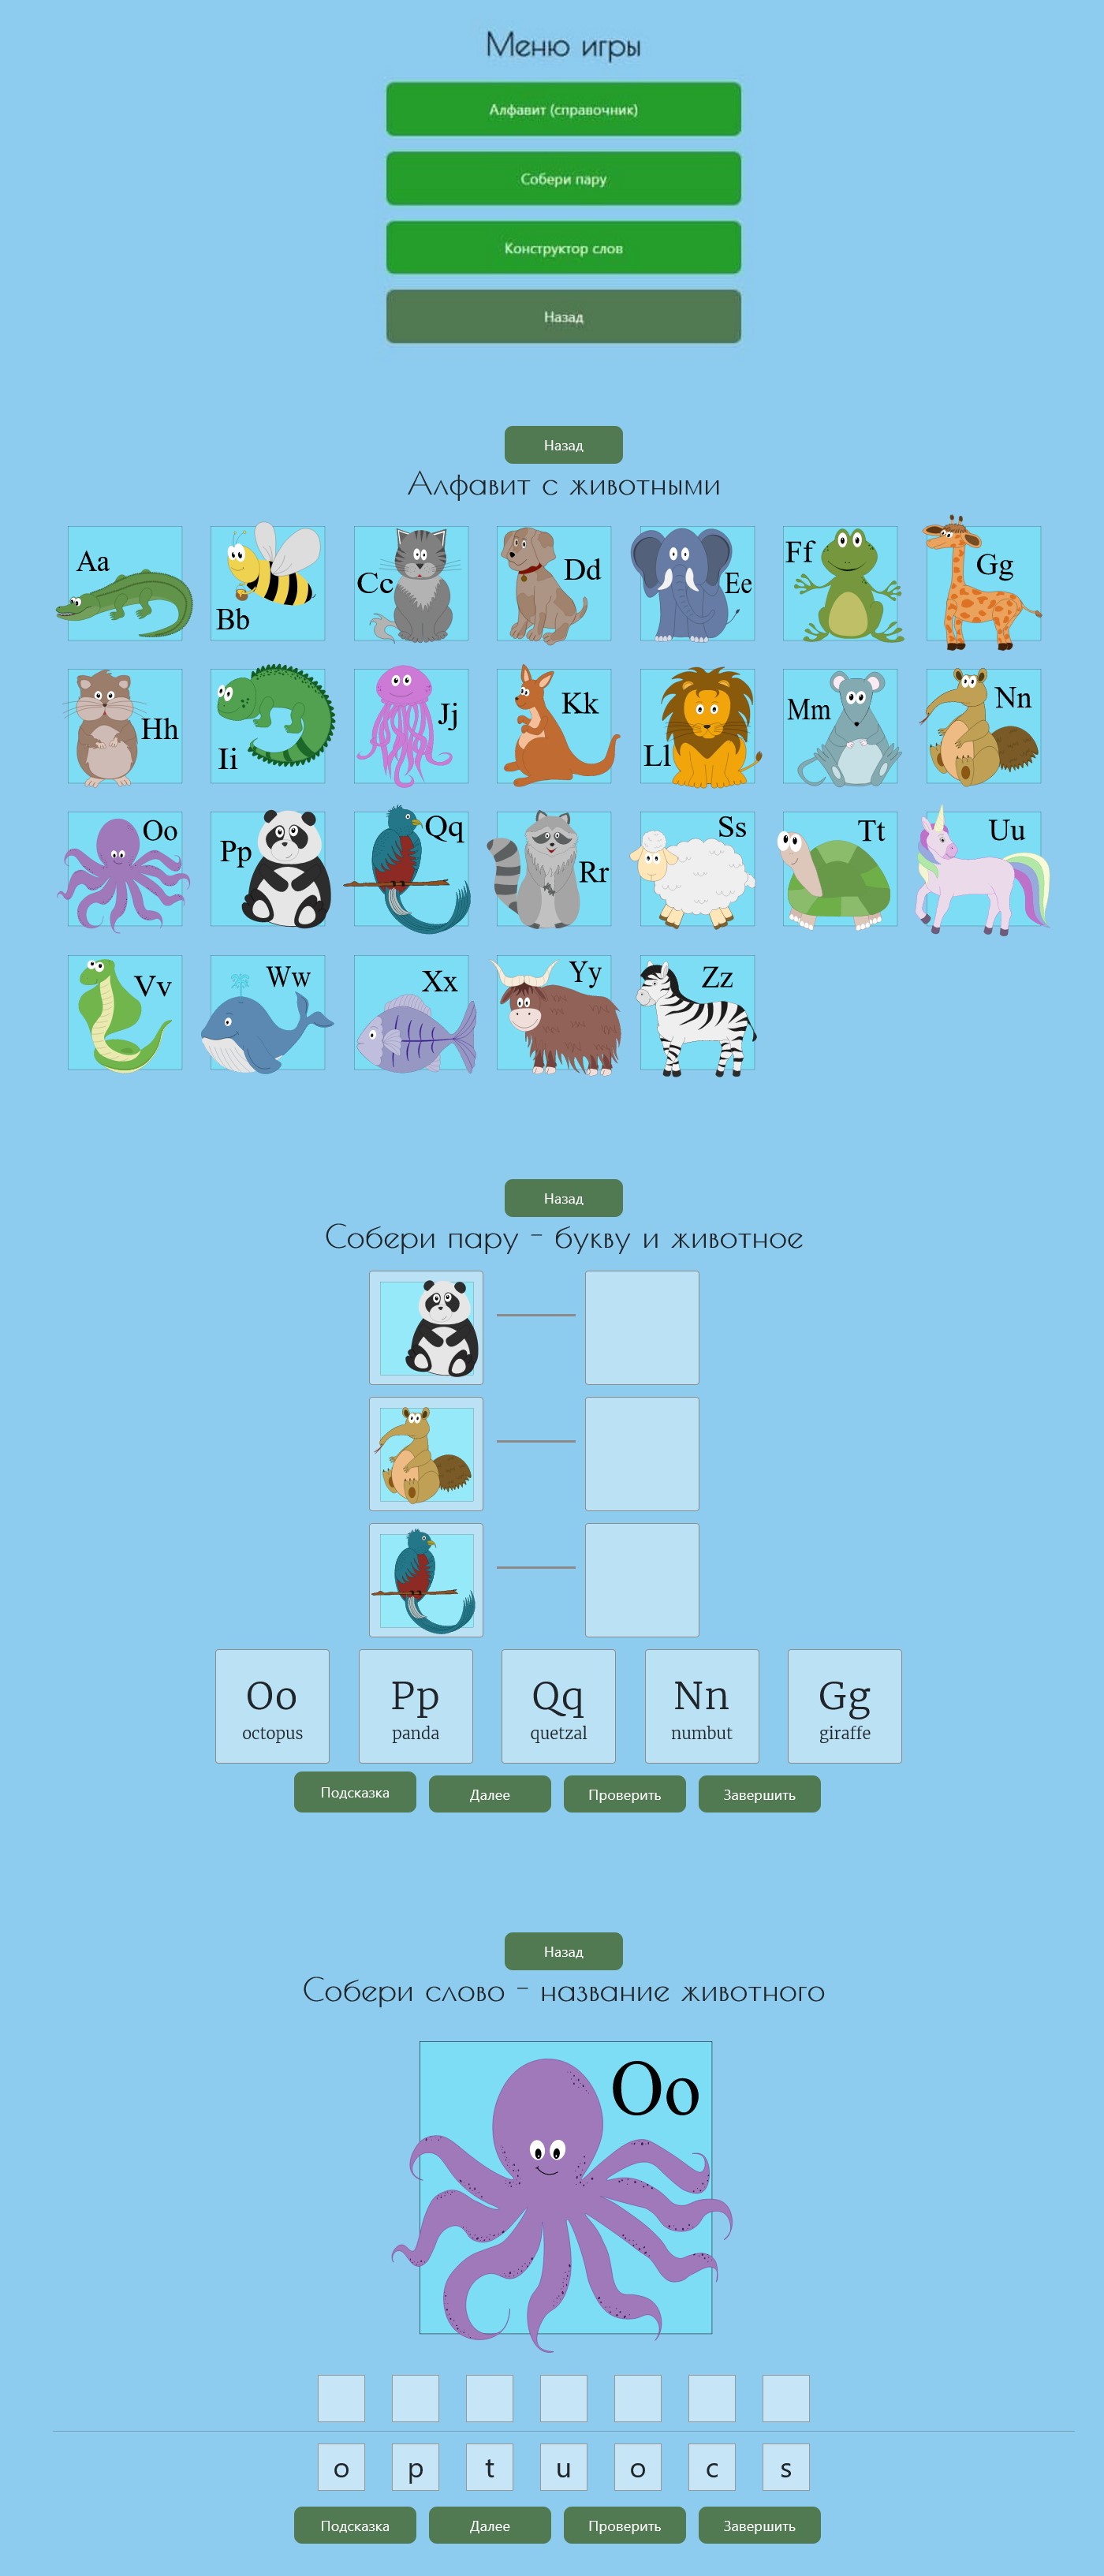 Меню игры
Алфавит (справочник)
Собери пару
Конструктор слов
Назад
Назад
Алфавит с животными
Aa Bb Cc Dd Ee Ff Gg
Hh Ii Jj Kk Ll Mm Nn
Oo Pp Qq Rr Ss Tt Uu
Vv Ww Xx Yy Zz
Назад
Собери пару - букву и животное
Oo Pp Qq Nn Gg
octopus panda quetzal numbut giraffe
Подсказка Далее Проверить Завершить
Назад
Собери слово - название животного
Oo
o p t u o c s
Подсказка Далее Проверить Завершить